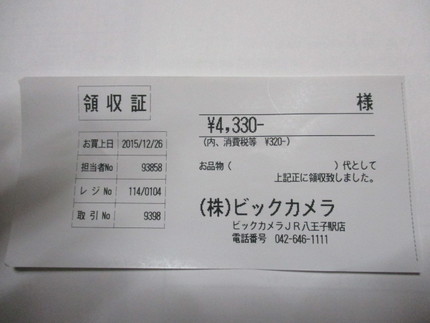 領収証
お買上日 2015/12/26
担当者No 93858
レジNo 114/0104
取引No 9398
様
¥4,330-
(内、消費税等 ¥320-)
お品物( )代として
上記正に領収致しました。
(株)ビックカメラ
ビックカメラJR八王子駅店
電話番号 042-646-1111